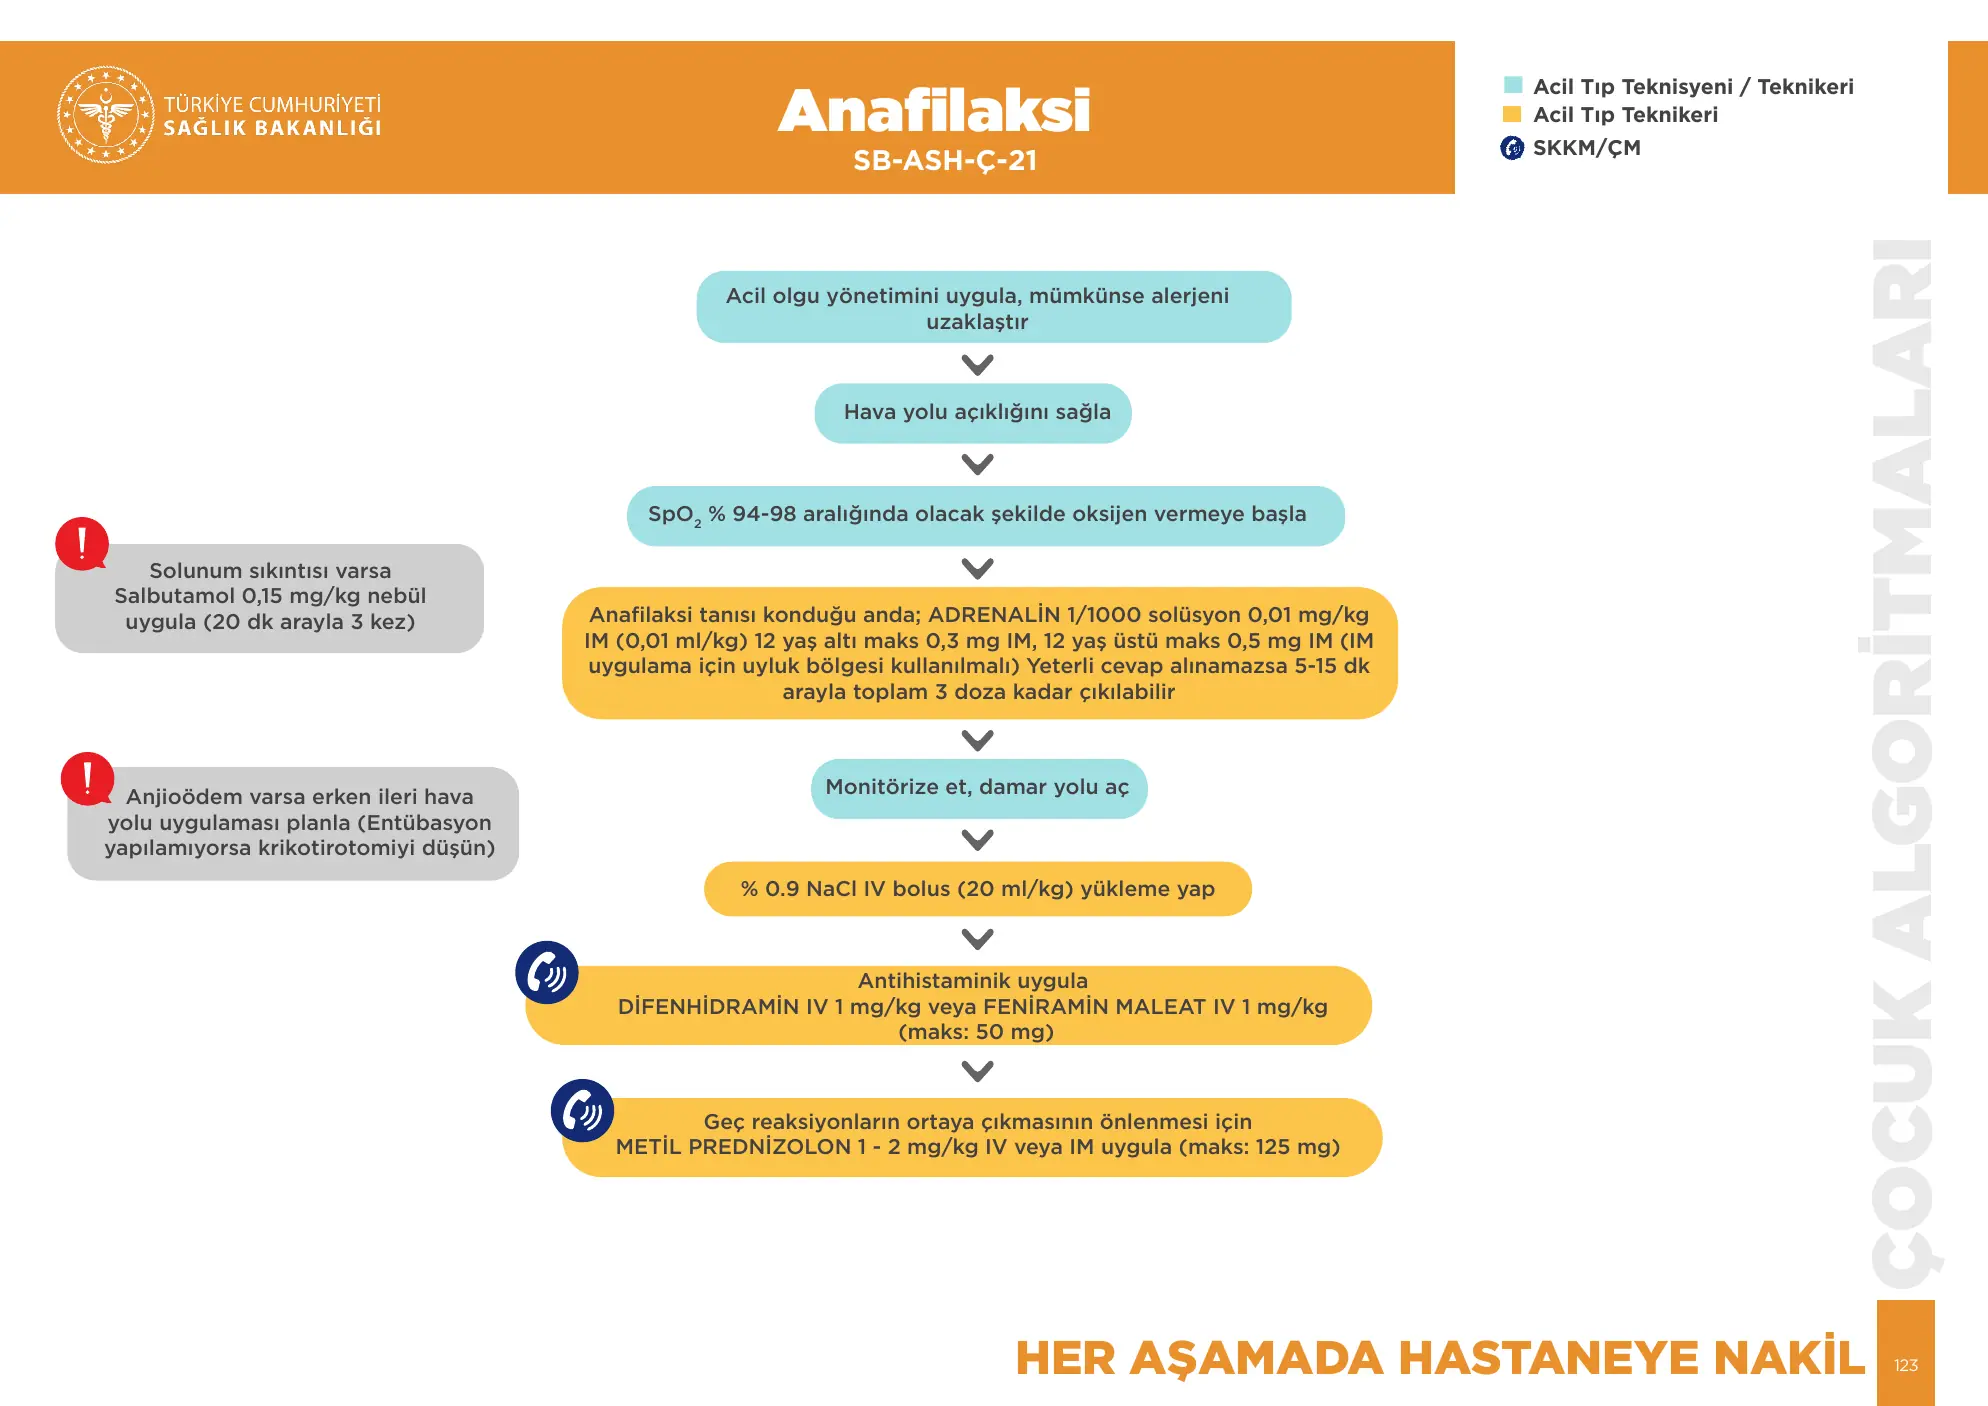 TÜRKİYE CUMHURİYETİ
SAĞLIK BAKANLIĞI
Anafilaksi
SB-ASH-Ç-21
Acil Tıp Teknisyeni / Teknikeri
Acil Tıp Teknikeri
SKKM/ÇM
Acil olgu yönetimini uygula, mümkünse alerjeni
uzaklaştır
Hava yolu açıklığını sağla
SpO₂ % 94-98 aralığında olacak şekilde oksijen vermeye başla
!
Solunum sıkıntısı varsa
Salbutamol 0,15 mg/kg nebül
uygula (20 dk arayla 3 kez)
Anafilaksi tanısı konduğu anda; ADRENALİN 1/1000 solüsyon 0,01 mg/kg
IM (0,01 ml/kg) 12 yaş altı maks 0,3 mg IM, 12 yaş üstü maks 0,5 mg IM (IM
uygulama için uyluk bölgesi kullanılmalı) Yeterli cevap alınamazsa 5-15 dk
arayla toplam 3 doza kadar çıkılabilir
!
Anjioödem varsa erken ileri hava
yolu uygulaması planla (Entübasyon
yapılamıyorsa krikotirotomiyi düşün)
Monitörize et, damar yolu aç
% 0.9 NaCl IV bolus (20 ml/kg) yükleme yap
Antihistaminik uygula
DİFENHİDRAMİN IV 1 mg/kg veya FENİRAMİN MALEAT IV 1 mg/kg
(maks: 50 mg)
Geç reaksiyonların ortaya çıkmasının önlenmesi için
METİL PREDNİZOLON 1 - 2 mg/kg IV veya IM uygula (maks: 125 mg)
ÇOCUK ALGORİTMALARI
HER AŞAMADA HASTANEYE NAKİL
123